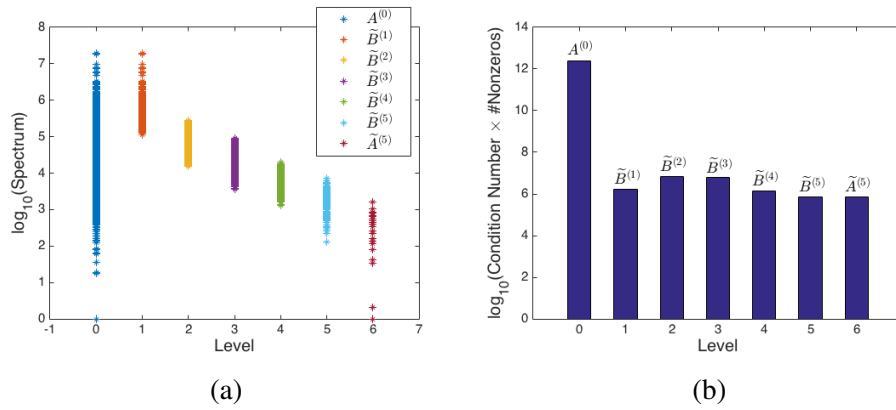 8
7
6
5
4
3
2
1
0
-1 0 1 2 3 4 5 6 7
log₁₀(Spectrum)
Level
A⁽⁰⁾
B̃⁽¹⁾
B̃⁽²⁾
B̃⁽³⁾
B̃⁽⁴⁾
B̃⁽⁵⁾
Ã⁽⁵⁾
(a)
14
12
10
8
6
4
2
0
0 1 2 3 4 5 6
log₁₀(Condition Number × #Nonzeros)
Level
A⁽⁰⁾
B̃⁽¹⁾
B̃⁽²⁾
B̃⁽³⁾
B̃⁽⁴⁾
B̃⁽⁵⁾
Ã⁽⁵⁾
(b)